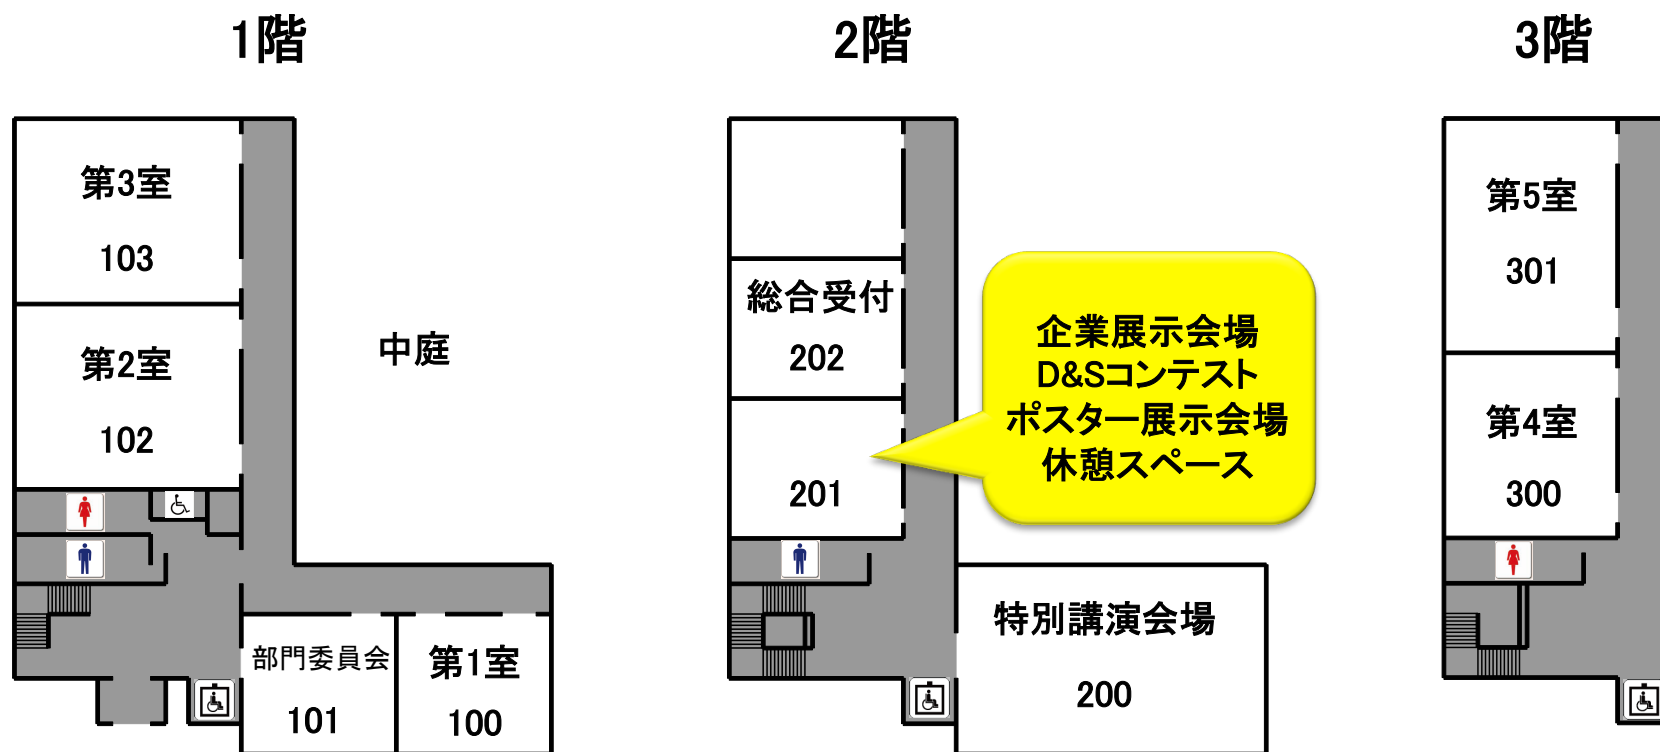 1階
2階
3階
第3室
103
第2室
102
中庭
部門委員会
101
第1室
100
総合受付
202
201
企業展示会場
D&Sコンテスト
ポスター展示会場
休憩スペース
特別講演会場
200
第5室
301
第4室
300